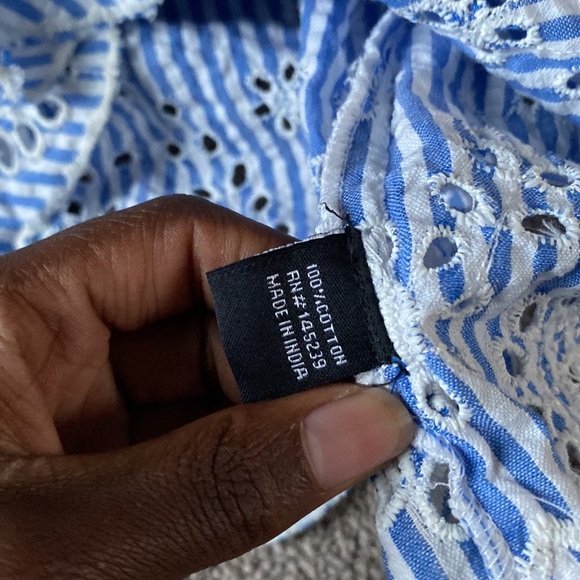 100% COTTON
RN# 145239
MADE IN INDIA